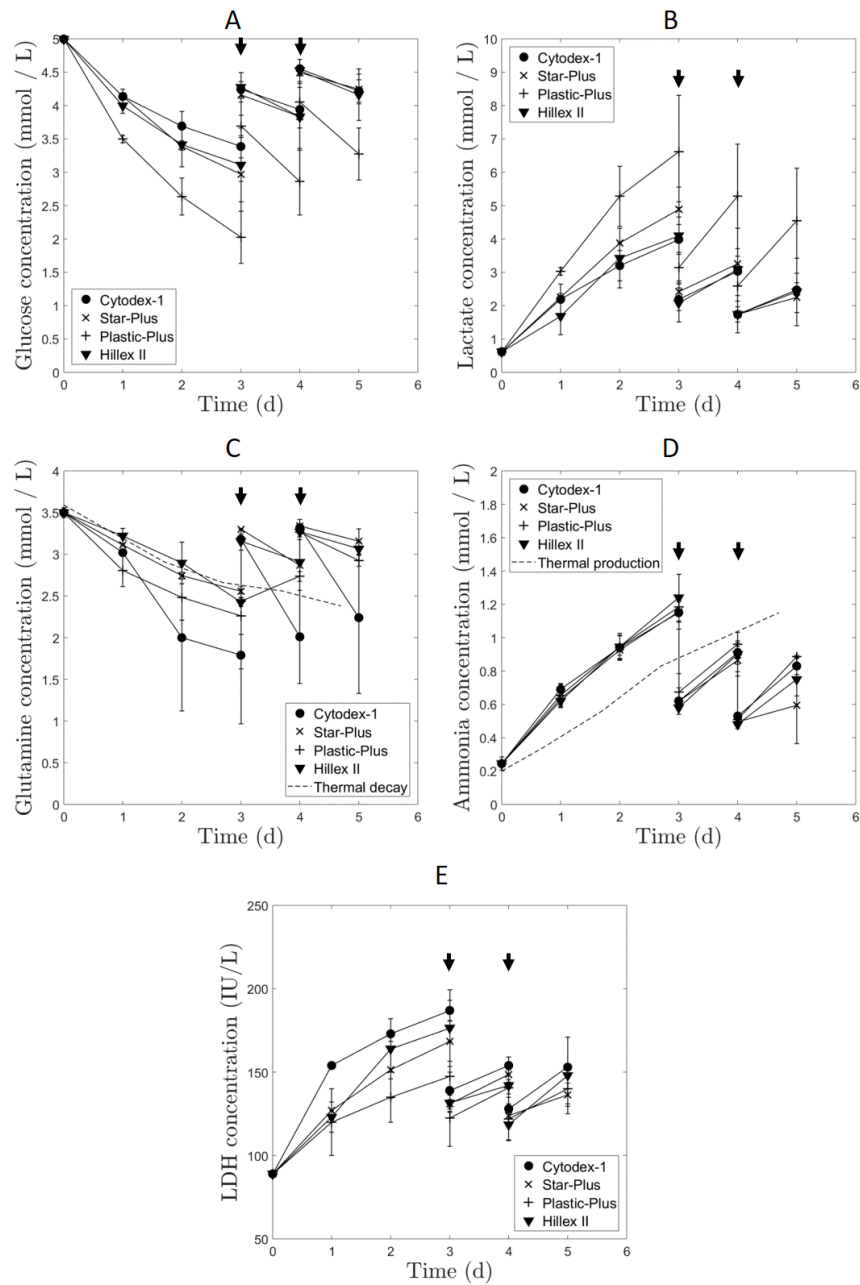 A
Glucose concentration (mmol / L)
5
4.5
4
3.5
3
2.5
2
1.5
1
0.5
0
Cytodex-1
Star-Plus
Plastic-Plus
Hillex II
0 1 2 3 4 5 6
Time (d)
B
Lactate concentration (mmol / L)
10
9
8
7
6
5
4
3
2
1
0
Cytodex-1
Star-Plus
Plastic-Plus
Hillex II
0 1 2 3 4 5 6
Time (d)
C
Glutamine concentration (mmol / L)
4
3.5
3
2.5
2
1.5
1
0.5
0
Cytodex-1
Star-Plus
Plastic-Plus
Hillex II
Thermal decay
0 1 2 3 4 5 6
Time (d)
D
Ammonia concentration (mmol / L)
2
1.8
1.6
1.4
1.2
1
0.8
0.6
0.4
0.2
0
Cytodex-1
Star-Plus
Plastic-Plus
Hillex II
Thermal production
0 1 2 3 4 5 6
Time (d)
E
LDH concentration (IU/L)
250
200
150
100
50
Cytodex-1
Star-Plus
Plastic-Plus
Hillex II
0 1 2 3 4 5 6
Time (d)